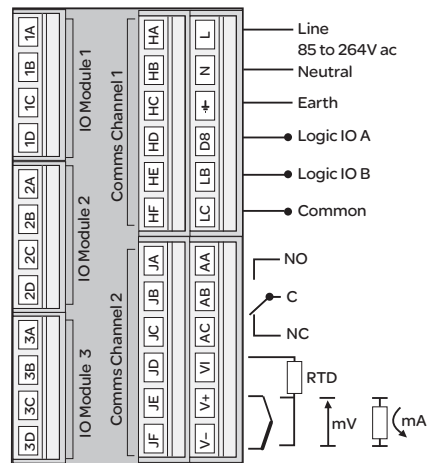 1A
1B
1C
1D
IO Module 1
2A
2B
2C
2D
IO Module 2
3A
3B
3C
3D
IO Module 3
HA
HB
HC
HD
HE
HF
Comms Channel 1
JA
JB
JC
JD
JE
JF
Comms Channel 2
L
N
D8
LB
LC
AA
AB
AC
VI
V+
V−
Line
85 to 264V ac
Neutral
Earth
Logic IO A
Logic IO B
Common
NO
C
NC
RTD
mV
mA